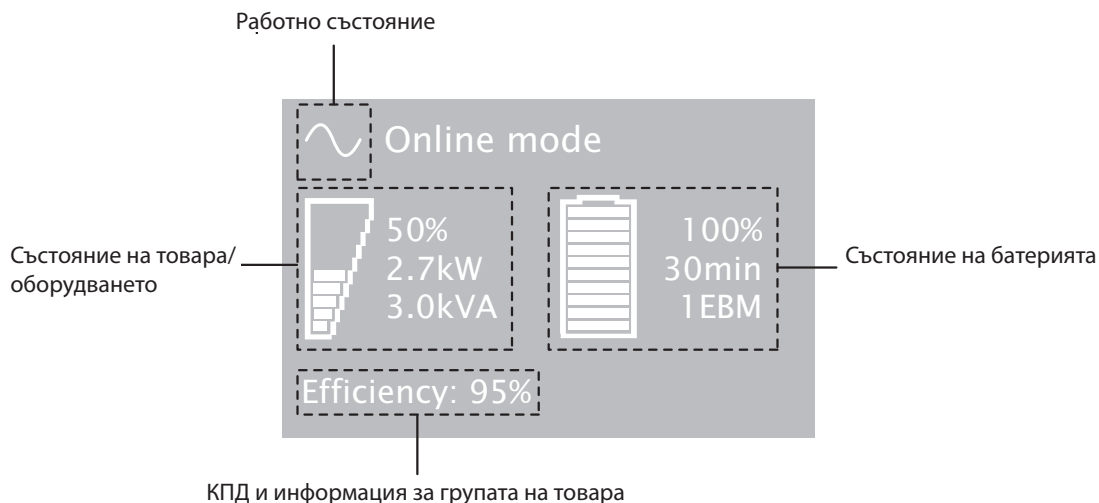 Работно състояние
Online mode
50%
2.7kW
3.0kVA
100%
30min
1EBM
Състояние на товара/
оборудването
Състояние на батерията
Efficiency: 95%
КПД и информация за групата на товара